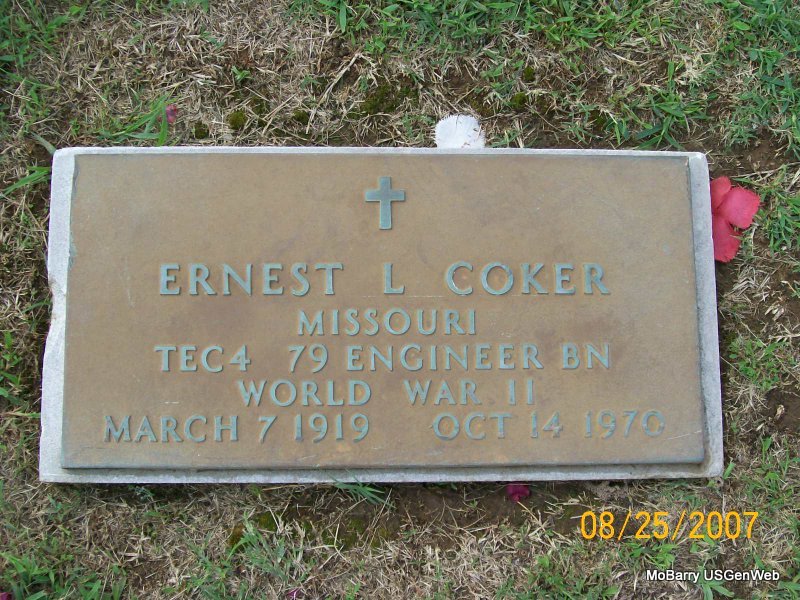 ERNEST L COKER
MISSOURI
TEC4 79 ENGINEER BN
WORLD WAR II
MARCH 7 1919 OCT 14 1970
08/25/2007
MoBarry USGenWeb